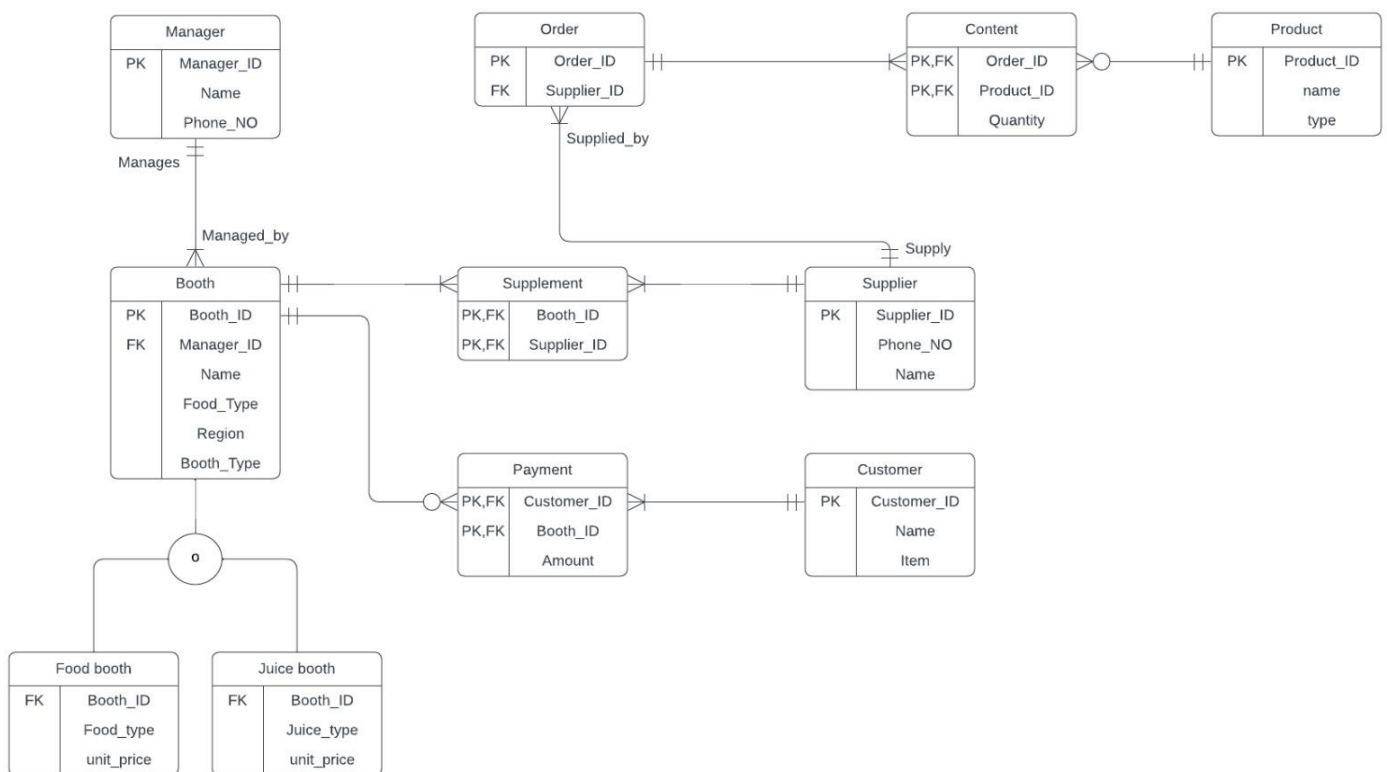 Manager
PK Manager_ID
Name
Phone_NO
Manages
Managed_by
Order
PK Order_ID
FK Supplier_ID
Supplied_by
Content
PK,FK Order_ID
PK,FK Product_ID
Quantity
Product
PK Product_ID
name
type
Booth
PK Booth_ID
FK Manager_ID
Name
Food_Type
Region
Booth_Type
Supplement
PK,FK Booth_ID
PK,FK Supplier_ID
Supply
Supplier
PK Supplier_ID
Phone_NO
Name
Payment
PK,FK Customer_ID
PK,FK Booth_ID
Amount
Customer
PK Customer_ID
Name
Item
o
Food booth
FK Booth_ID
Food_type
unit_price
Juice booth
FK Booth_ID
Juice_type
unit_price